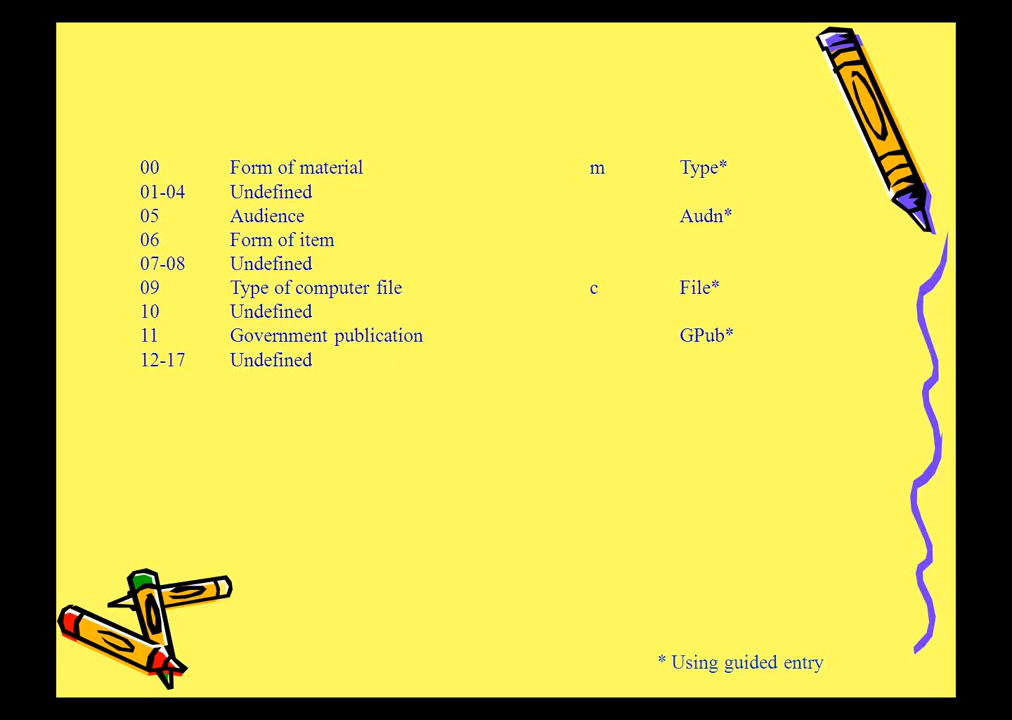 00 Form of material m Type*
01-04 Undefined
05 Audience Audn*
06 Form of item
07-08 Undefined
09 Type of computer file c File*
10 Undefined
11 Government publication GPub*
12-17 Undefined
* Using guided entry